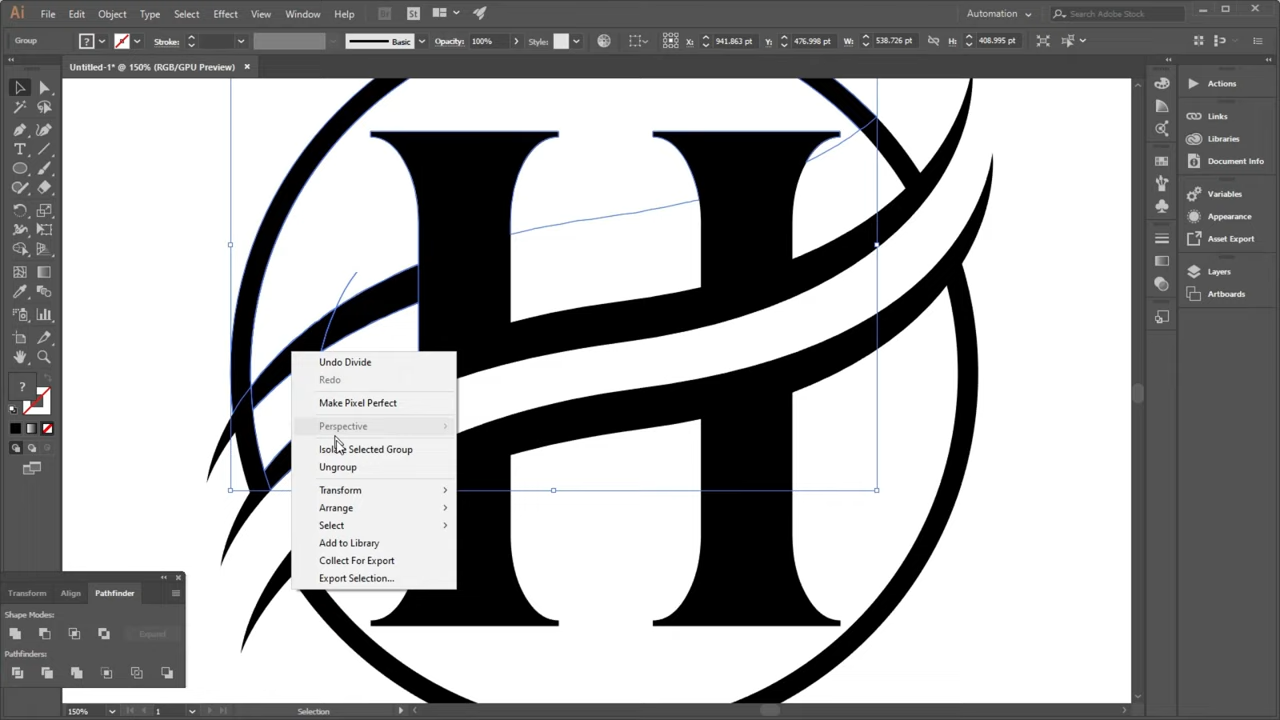 Ai File Edit Object Type Select Effect View Window Help Br St Automation Search Adobe Stock
Group ? Stroke: Basic Opacity: 100% Style: X: 941.863 pt Y: 476.998 pt W: 538.726 pt H: 408.995 pt
Untitled-1* @ 150% (RGB/GPU Preview) ×
H
Undo Divide
Redo
Make Pixel Perfect
Perspective
Isolate Selected Group
Ungroup
Transform
Arrange
Select
Add to Library
Collect For Export
Export Selection...
?
Transform Align Pathfinder
Shape Modes:
Expand
Pathfinders:
150% 1 Selection
Actions
Links
Libraries
Document Info
Variables
Appearance
Asset Export
Layers
Artboards